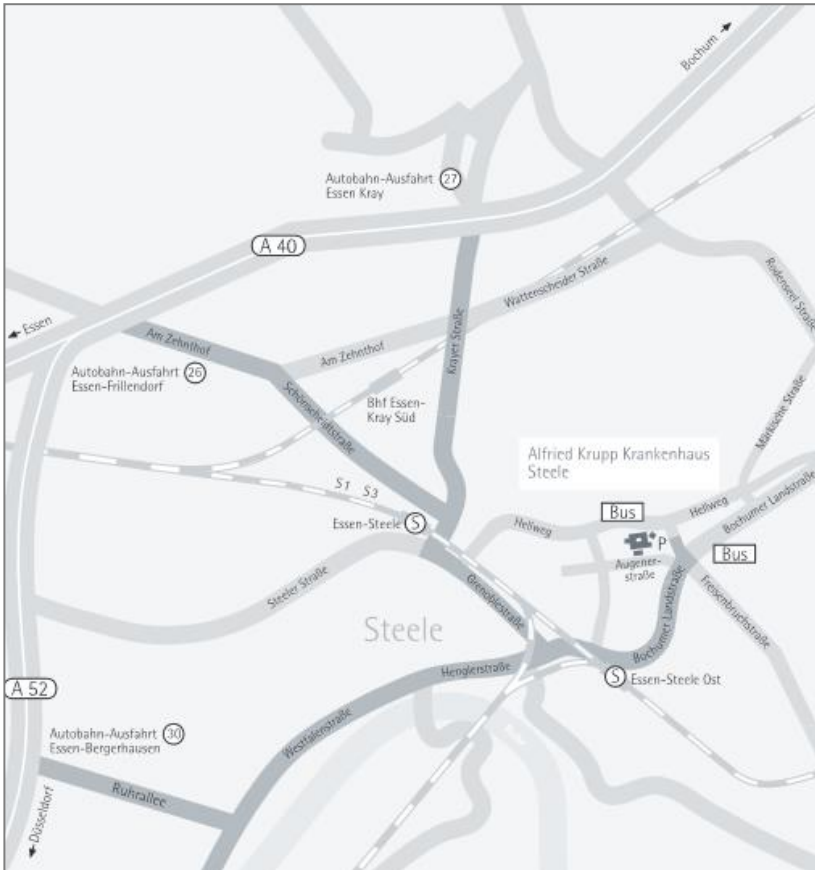 Bochum
Autobahn-Ausfahrt 27
Essen Kray
A 40
Wattenscheider Straße
Rodenseel Straße
Essen
Am Zehnthof
Am Zehnthof
Krayer Straße
Autobahn-Ausfahrt 26
Essen-Frillendorf
Schönscheidtstraße
Bhf Essen-
Kray Süd
Märkische Straße
Alfried Krupp Krankenhaus
Steele
S1 S3
Hellweg
Bochumer Landstraße
Bus
Essen-Steele S
Hellweg
P
Bus
Augener-
straße
Freisenbruchstraße
Steeler Straße
Grenoblestraße
Steele
Bochumer Landstraße
Henglerstraße
S Essen-Steele Ost
A 52
Westfalenstraße
Autobahn-Ausfahrt 30
Essen-Bergerhausen
Ruhrallee
Düsseldorf